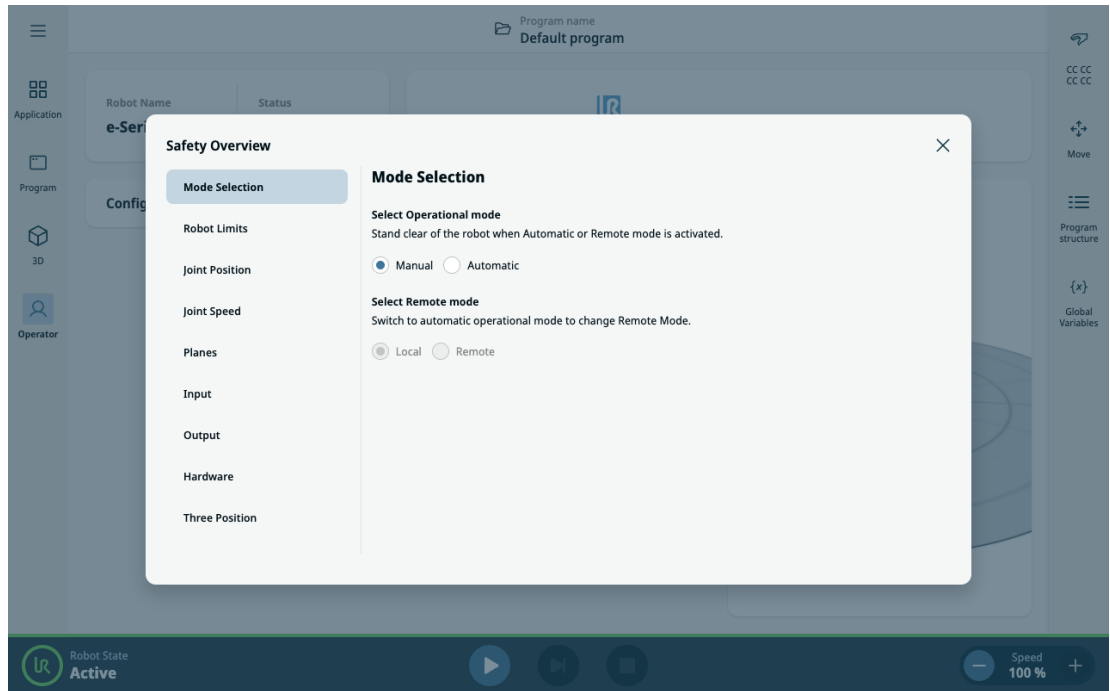 Program name
Default program
Application
Program
3D
Operator
Robot Name
Status
e-Seri
Config
Safety Overview
Mode Selection
Robot Limits
Joint Position
Joint Speed
Planes
Input
Output
Hardware
Three Position
Mode Selection
Select Operational mode
Stand clear of the robot when Automatic or Remote mode is activated.
Manual Automatic
Select Remote mode
Switch to automatic operational mode to change Remote Mode.
Local Remote
CC CC
CC CC
Move
Program
structure
{x}
Global
Variables
Robot State
Active
Speed
100 %